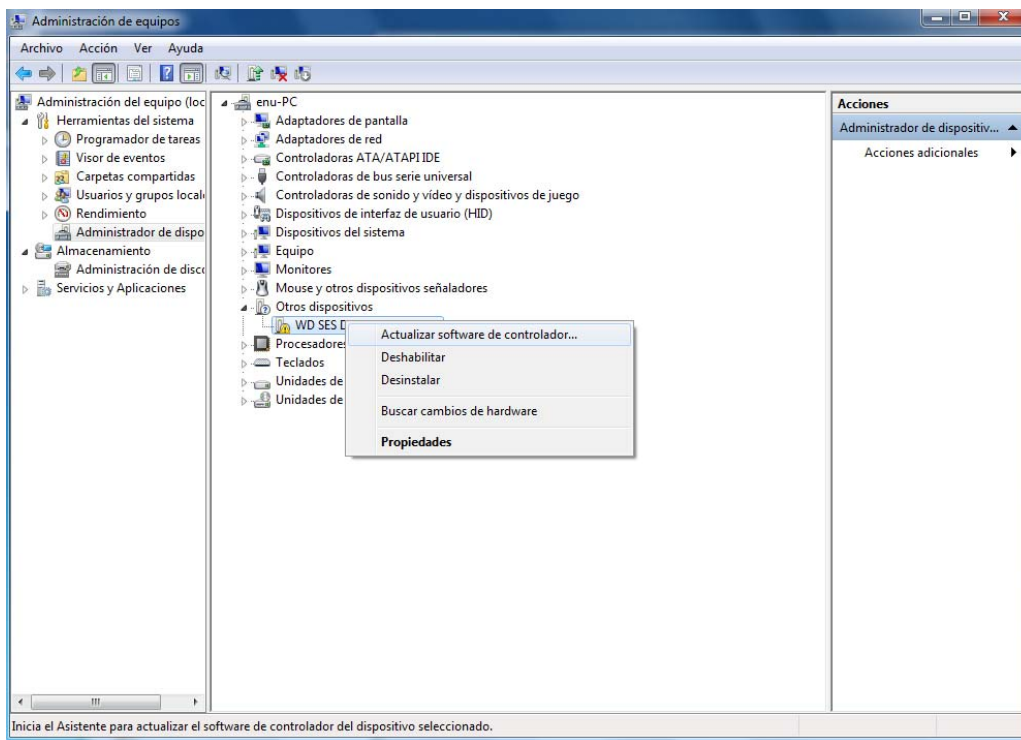 Administración de equipos
Archivo Acción Ver Ayuda
Administración del equipo (loc
Herramientas del sistema
Programador de tareas
Visor de eventos
Carpetas compartidas
Usuarios y grupos locale
Rendimiento
Administrador de dispo
Almacenamiento
Administración de disco
Servicios y Aplicaciones
enu-PC
Adaptadores de pantalla
Adaptadores de red
Controladoras ATA/ATAPI IDE
Controladoras de bus serie universal
Controladoras de sonido y vídeo y dispositivos de juego
Dispositivos de interfaz de usuario (HID)
Dispositivos del sistema
Equipo
Monitores
Mouse y otros dispositivos señaladores
Otros dispositivos
WD SES D
Procesadores
Teclados
Unidades de
Unidades de
Actualizar software de controlador...
Deshabilitar
Desinstalar
Buscar cambios de hardware
Propiedades
Acciones
Administrador de dispositiv...
Acciones adicionales
Inicia el Asistente para actualizar el software de controlador del dispositivo seleccionado.